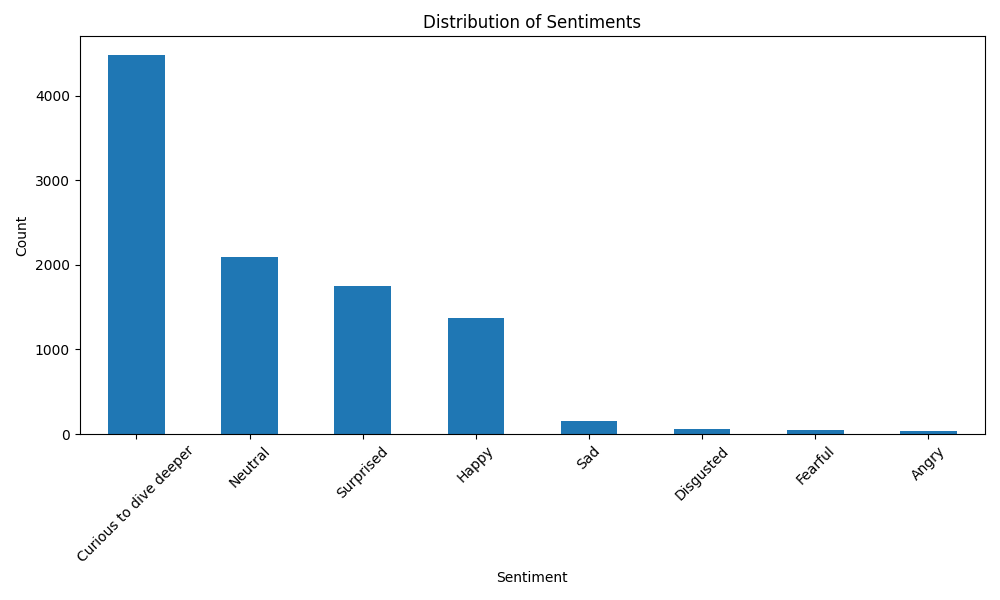 Distribution of Sentiments
Count
4000
3000
2000
1000
0
Curious to dive deeper
Neutral
Surprised
Happy
Sad
Disgusted
Fearful
Angry
Sentiment